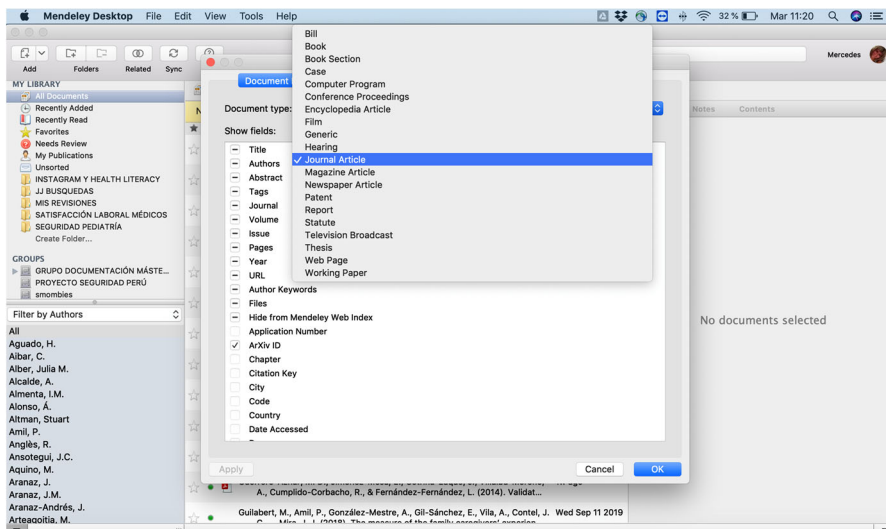 Mendeley Desktop File Edit View Tools Help
32 % Mar 11:20
Add Folders Related Sync
Mercedes
MY LIBRARY
All Documents
Recently Added
Recently Read
Favorites
Needs Review
My Publications
Unsorted
INSTAGRAM Y HEALTH LITERACY
JJ BUSQUEDAS
MIS REVISIONES
SATISFACCIÓN LABORAL MÉDICOS
SEGURIDAD PEDIATRÍA
Create Folder...
GROUPS
GRUPO DOCUMENTACIÓN MÁSTE...
PROYECTO SEGURIDAD PERÚ
smombies
Filter by Authors
All
Aguado, H.
Aibar, C.
Alber, Julia M.
Alcalde, A.
Almenta, I.M.
Alonso, Á.
Altman, Stuart
Amil, P.
Anglès, R.
Ansotegui, J.C.
Aquino, M.
Aranaz, J.
Aranaz, J.M.
Aranaz-Andrés, J.
Arteagoitia, M.
Document
Document type:
Show fields:
Title
Authors
Abstract
Tags
Journal
Volume
Issue
Pages
Year
URL
Author Keywords
Files
Hide from Mendeley Web Index
Application Number
ArXiv ID
Chapter
Citation Key
City
Code
Country
Date Accessed
Apply Cancel OK
Bill
Book
Book Section
Case
Computer Program
Conference Proceedings
Encyclopedia Article
Film
Generic
Hearing
✓ Journal Article
Magazine Article
Newspaper Article
Patent
Report
Statute
Television Broadcast
Thesis
Web Page
Working Paper
Notes Contents
No documents selected
A., Cumplido-Corbacho, R., & Fernández-Fernández, L. (2014). Validat...
Guilabert, M., Amil, P., González-Mestre, A., Gil-Sánchez, E., Vila, A., Contel, J. Wed Sep 11 2019